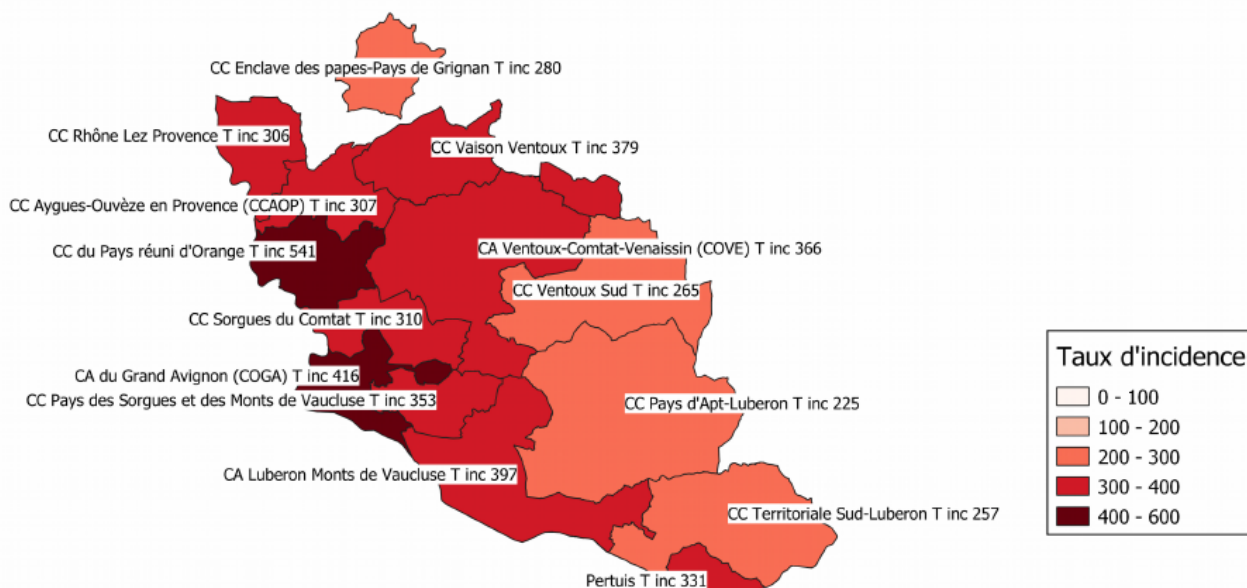 CC Enclave des papes-Pays de Grignan T inc 280
CC Rhône Lez Provence T inc 306
CC Vaison Ventoux T inc 379
CC Aygues-Ouvèze en Provence (CCAOP) T inc 307
CC du Pays réuni d'Orange T inc 541
CA Ventoux-Comtat-Venaissin (COVE) T inc 366
CC Ventoux Sud T inc 265
CC Sorgues du Comtat T inc 310
CA du Grand Avignon (COGA) T inc 416
CC Pays des Sorgues et des Monts de Vaucluse T inc 353
CC Pays d'Apt-Luberon T inc 225
CA Luberon Monts de Vaucluse T inc 397
CC Territoriale Sud-Luberon T inc 257
Pertuis T inc 331
Taux d'incidence
0 - 100
100 - 200
200 - 300
300 - 400
400 - 600